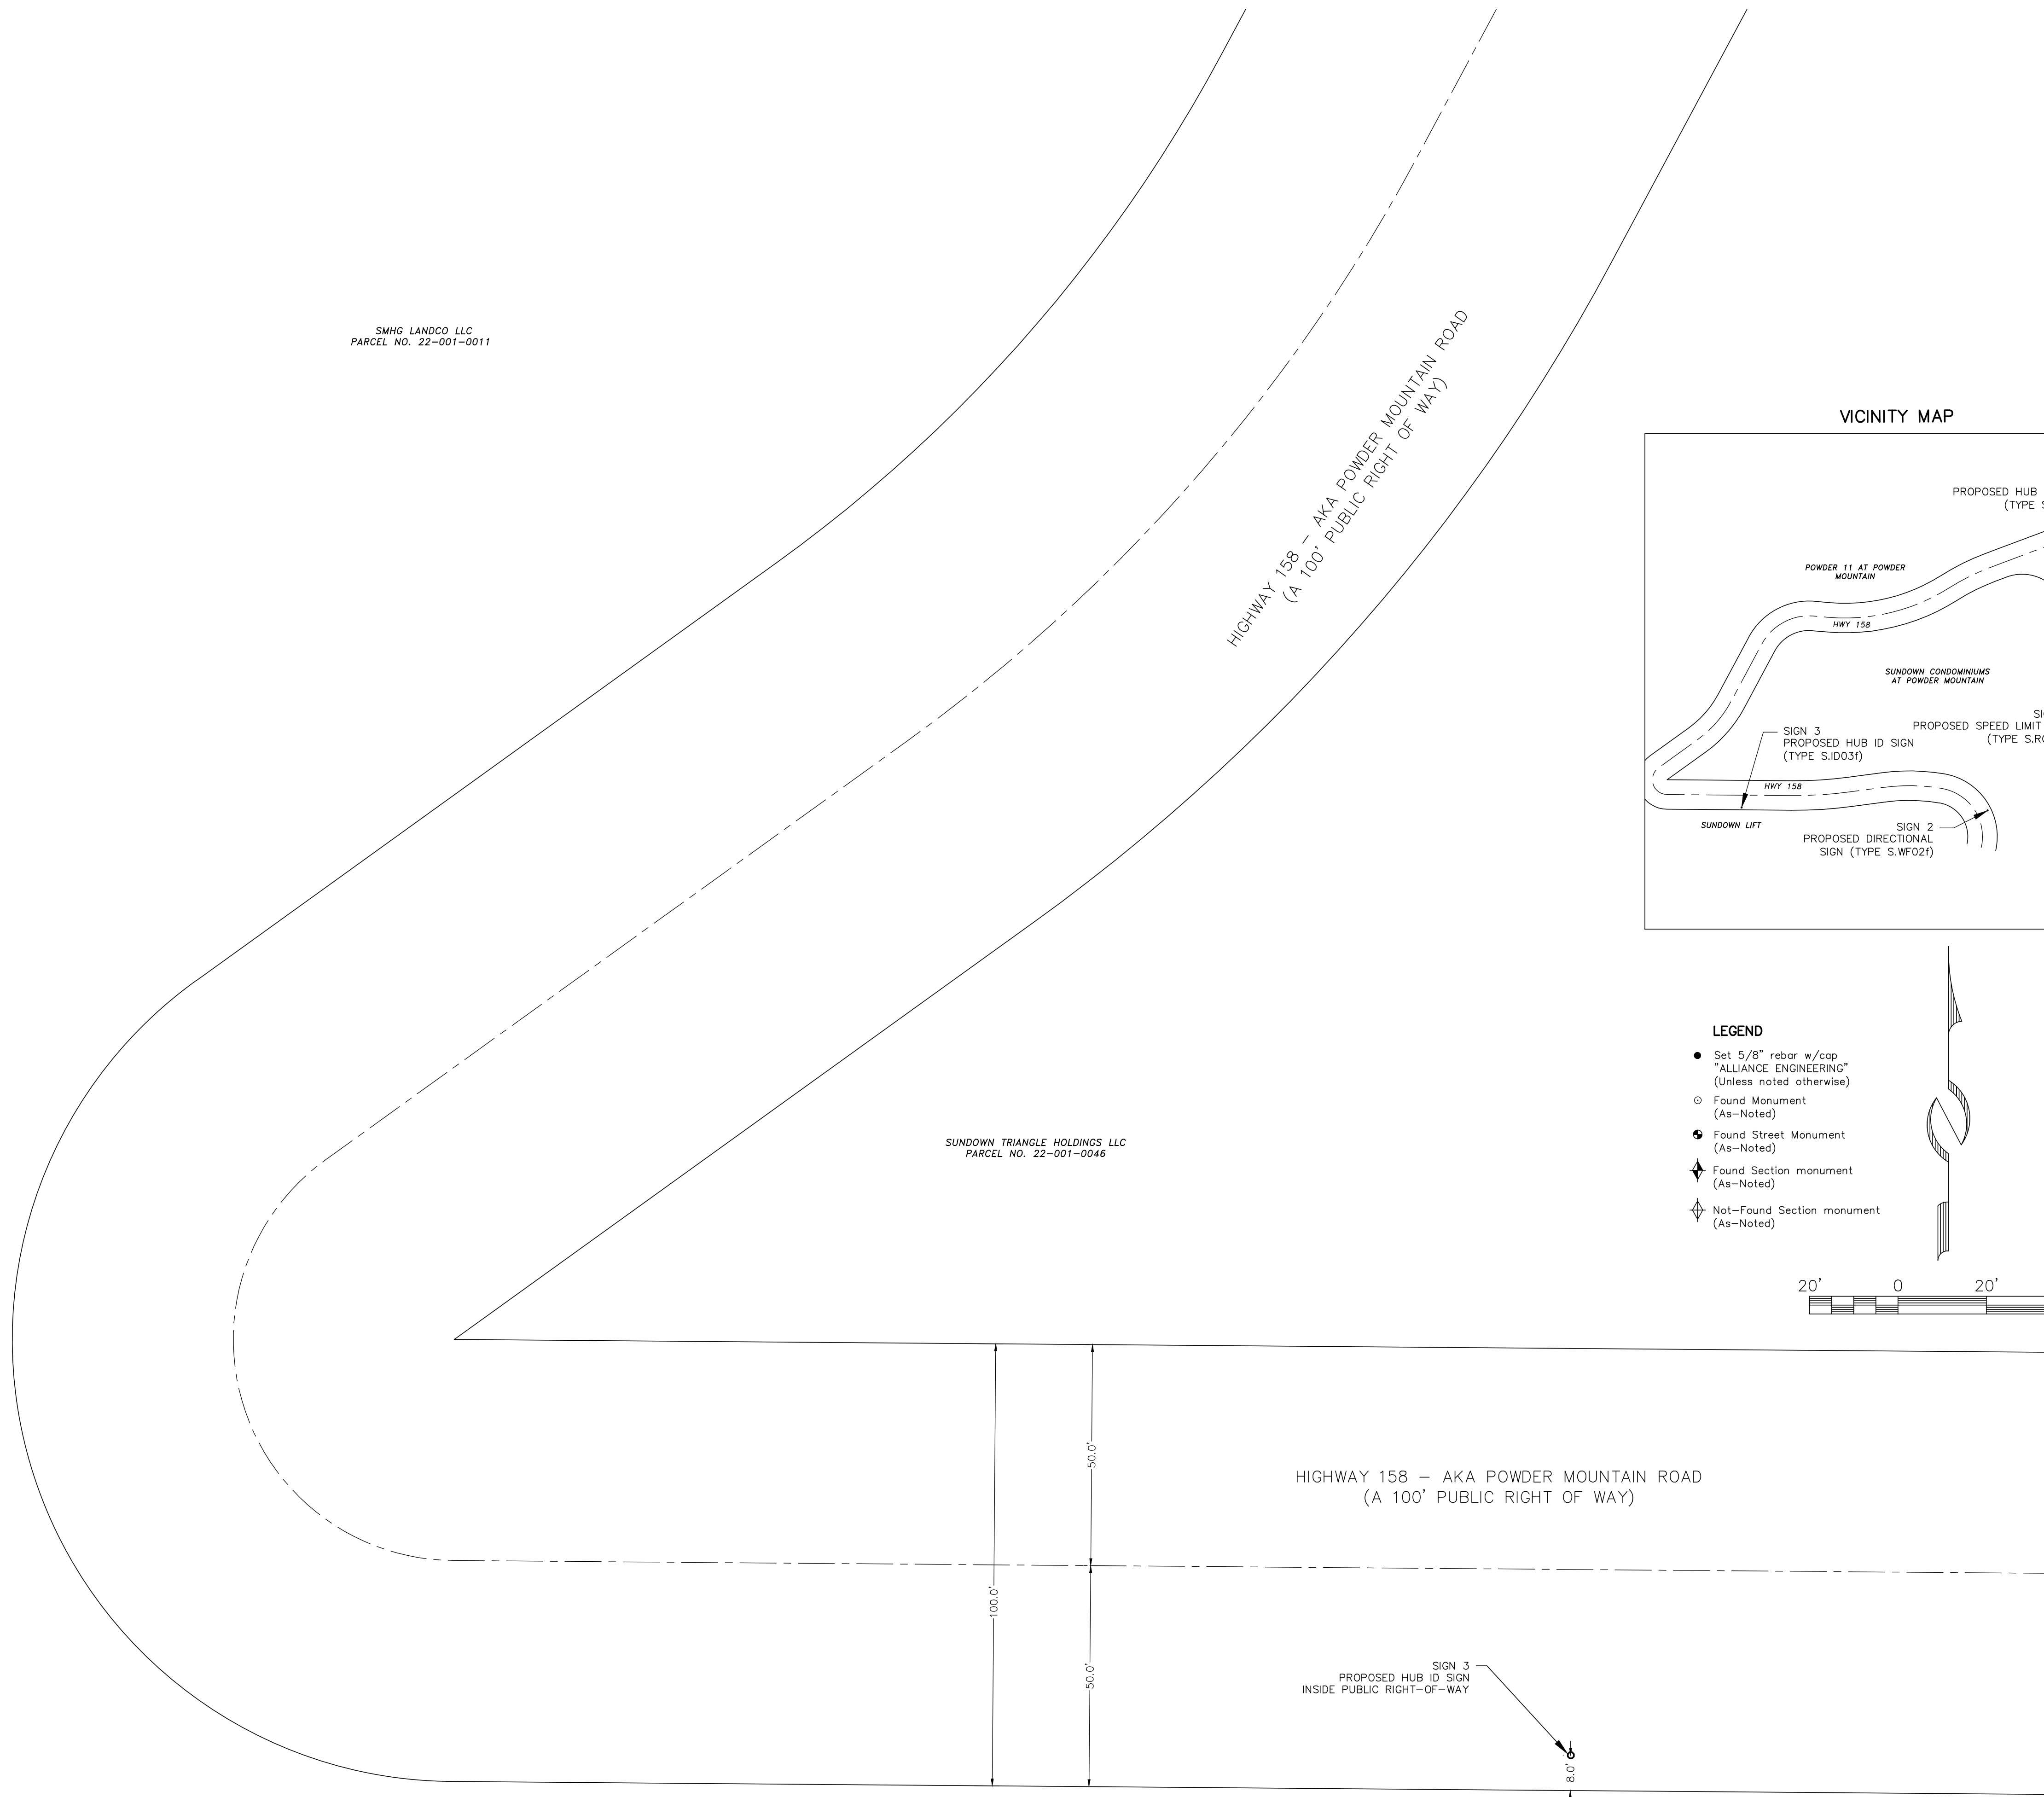 SMHG LANDCO LLC
PARCEL NO. 22-001-0011
HIGHWAY 158 - AKA POWDER MOUNTAIN ROAD
(A 100' PUBLIC RIGHT OF WAY)
VICINITY MAP
PROPOSED HUB
(TYPE S
POWDER 11 AT POWDER
MOUNTAIN
HWY 158
SUNDOWN CONDOMINIUMS
AT POWDER MOUNTAIN
SI
PROPOSED SPEED LIMIT
(TYPE S.R
SIGN 3
PROPOSED HUB ID SIGN
(TYPE S.ID03f)
HWY 158
SUNDOWN LIFT
SIGN 2
PROPOSED DIRECTIONAL
SIGN (TYPE S.WF02f)
LEGEND
Set 5/8" rebar w/cap
"ALLIANCE ENGINEERING"
(Unless noted otherwise)
Found Monument
(As-Noted)
Found Street Monument
(As-Noted)
Found Section monument
(As-Noted)
Not-Found Section monument
(As-Noted)
20' 0 20'
SUNDOWN TRIANGLE HOLDINGS LLC
PARCEL NO. 22-001-0046
50.0'
HIGHWAY 158 - AKA POWDER MOUNTAIN ROAD
(A 100' PUBLIC RIGHT OF WAY)
100.0'
50.0'
SIGN 3
PROPOSED HUB ID SIGN
INSIDE PUBLIC RIGHT-OF-WAY
8.0'